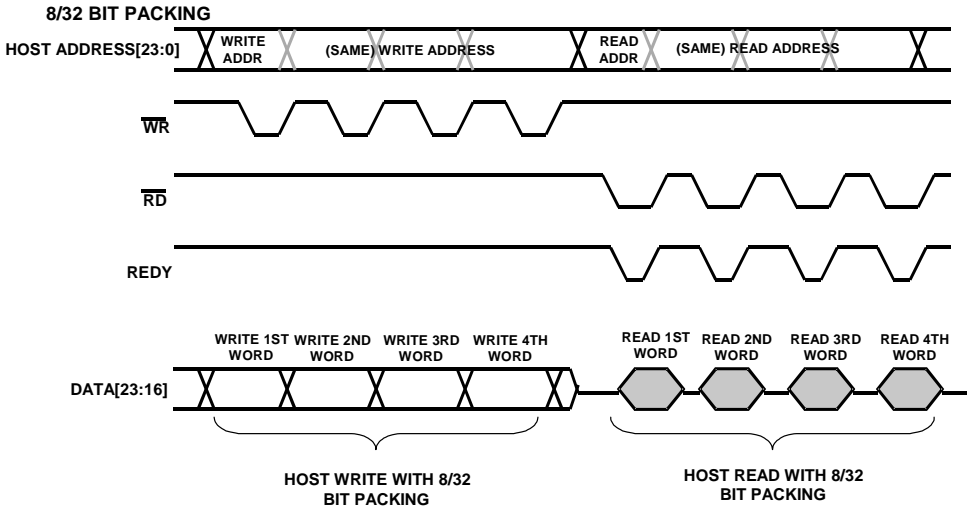 8/32 BIT PACKING
HOST ADDRESS[23:0]
WRITE
ADDR
(SAME) WRITE ADDRESS
READ
ADDR
(SAME) READ ADDRESS
WR
RD
REDY
WRITE 1ST
WORD
WRITE 2ND
WORD
WRITE 3RD
WORD
WRITE 4TH
WORD
READ 1ST
WORD
READ 2ND
WORD
READ 3RD
WORD
READ 4TH
WORD
DATA[23:16]
HOST WRITE WITH 8/32
BIT PACKING
HOST READ WITH 8/32
BIT PACKING